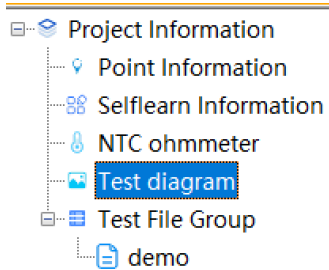 Project Information
Point Information
Selflearn Information
NTC ohmmeter
Test diagram
Test File Group
demo